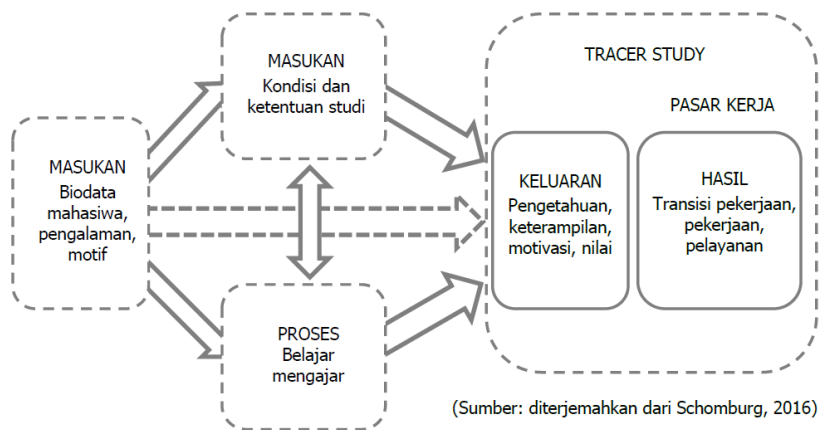 MASUKAN
Biodata
mahasiwa,
pengalaman,
motif
MASUKAN
Kondisi dan
ketentuan studi
PROSES
Belajar
mengajar
TRACER STUDY
PASAR KERJA
KELUARAN
Pengetahuan,
keterampilan,
motivasi, nilai
HASIL
Transisi pekerjaan,
pekerjaan,
pelayanan
(Sumber: diterjemahkan dari Schomburg, 2016)